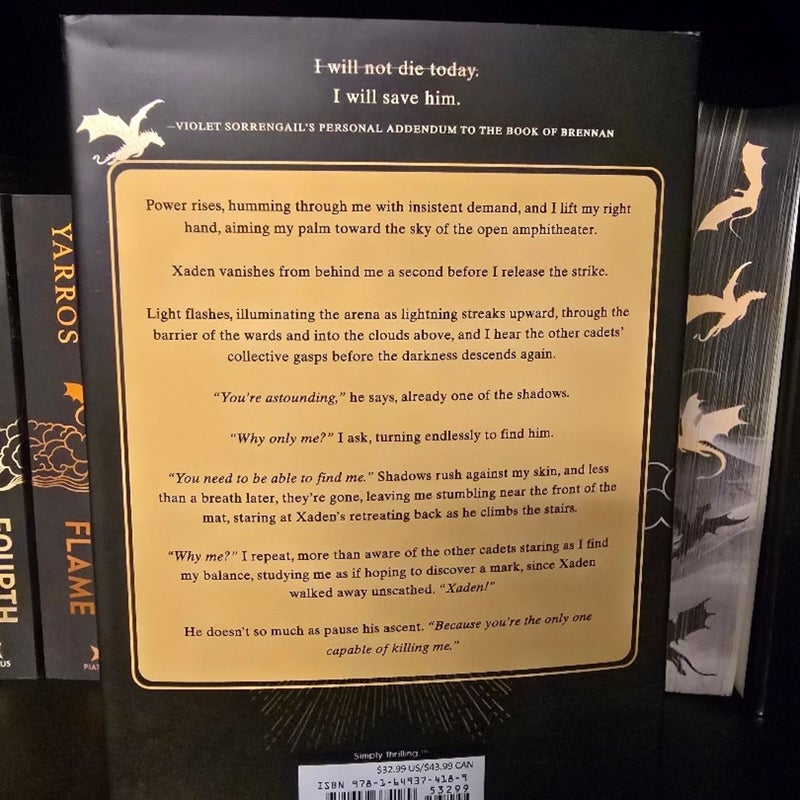 I will not die today.
I will save him.
—VIOLET SORRENGAIL'S PERSONAL ADDENDUM TO THE BOOK OF BRENNAN
Power rises, humming through me with insistent demand, and I lift my right
hand, aiming my palm toward the sky of the open amphitheater.
Xaden vanishes from behind me a second before I release the strike.
Light flashes, illuminating the arena as lightning streaks upward, through the
barrier of the wards and into the clouds above, and I hear the other cadets'
collective gasps before the darkness descends again.
"You're astounding," he says, already one of the shadows.
"Why only me?" I ask, turning endlessly to find him.
"You need to be able to find me." Shadows rush against my skin, and less
than a breath later, they're gone, leaving me stumbling near the front of the
mat, staring at Xaden's retreating back as he climbs the stairs.
"Why me?" I repeat, more than aware of the other cadets staring as I find
my balance, studying me as if hoping to discover a mark, since Xaden
walked away unscathed. "Xaden!"
He doesn't so much as pause his ascent. "Because you're the only one
capable of killing me."
Simply thrilling.™
$32.99 US/$43.99 CAN
ISBN 978-1-64937-418-9
53299
YARROS
FLAME
PIAT
FOURTH
US